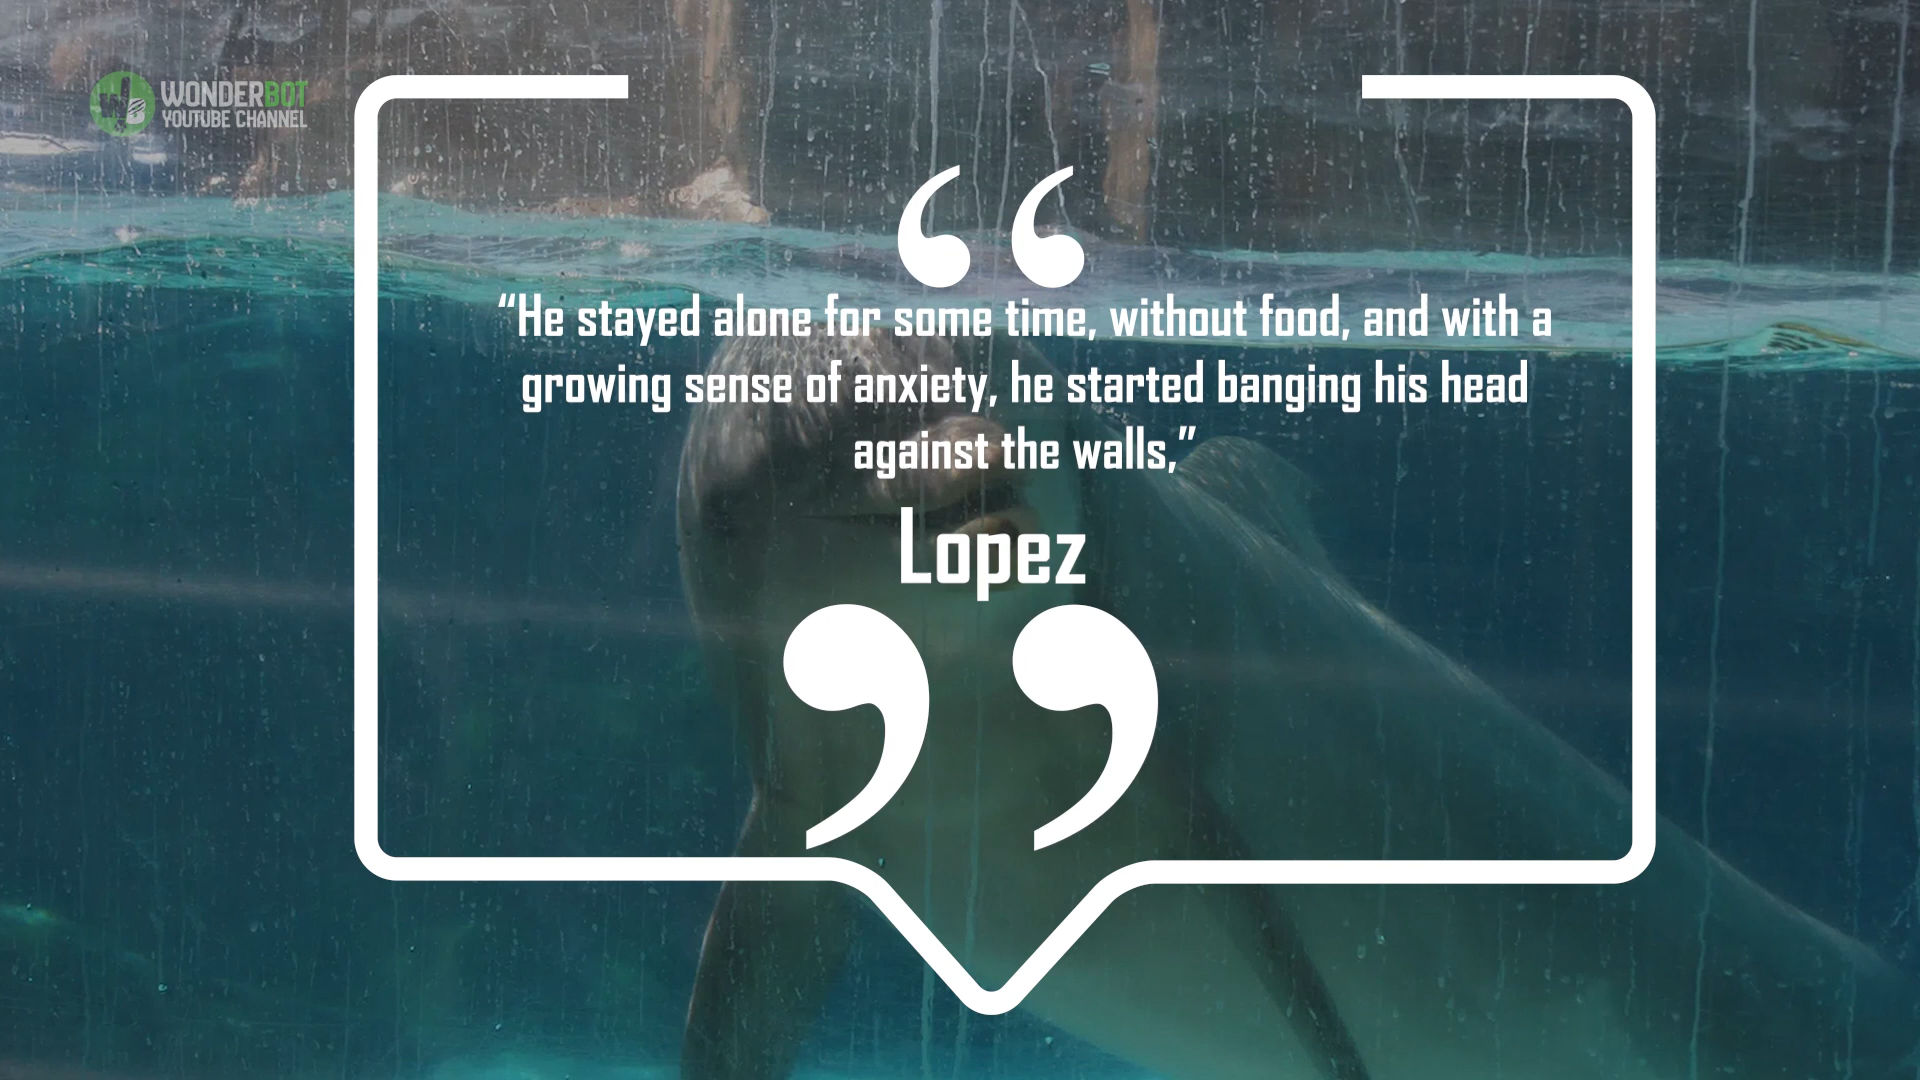 WONDERBOT
YOUTUBE CHANNEL
“He stayed alone for some time, without food, and with a
growing sense of anxiety, he started banging his head
against the walls,”
Lopez